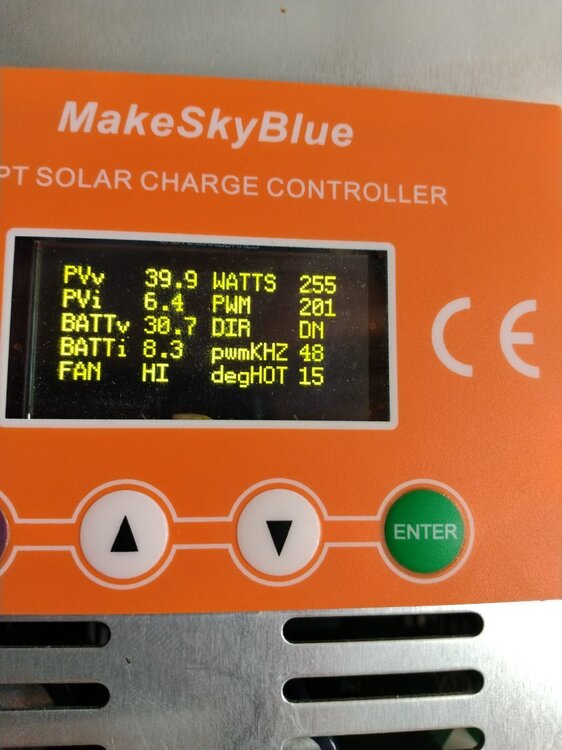 MakeSkyBlue
PT SOLAR CHARGE CONTROLLER
PVv 39.9 WATTS 255
PVi 6.4 PWM 201
BATTv 30.7 DIR DN
BATTi 8.3 pwmKHZ 48
FAN HI degHOT 15
CE
ENTER